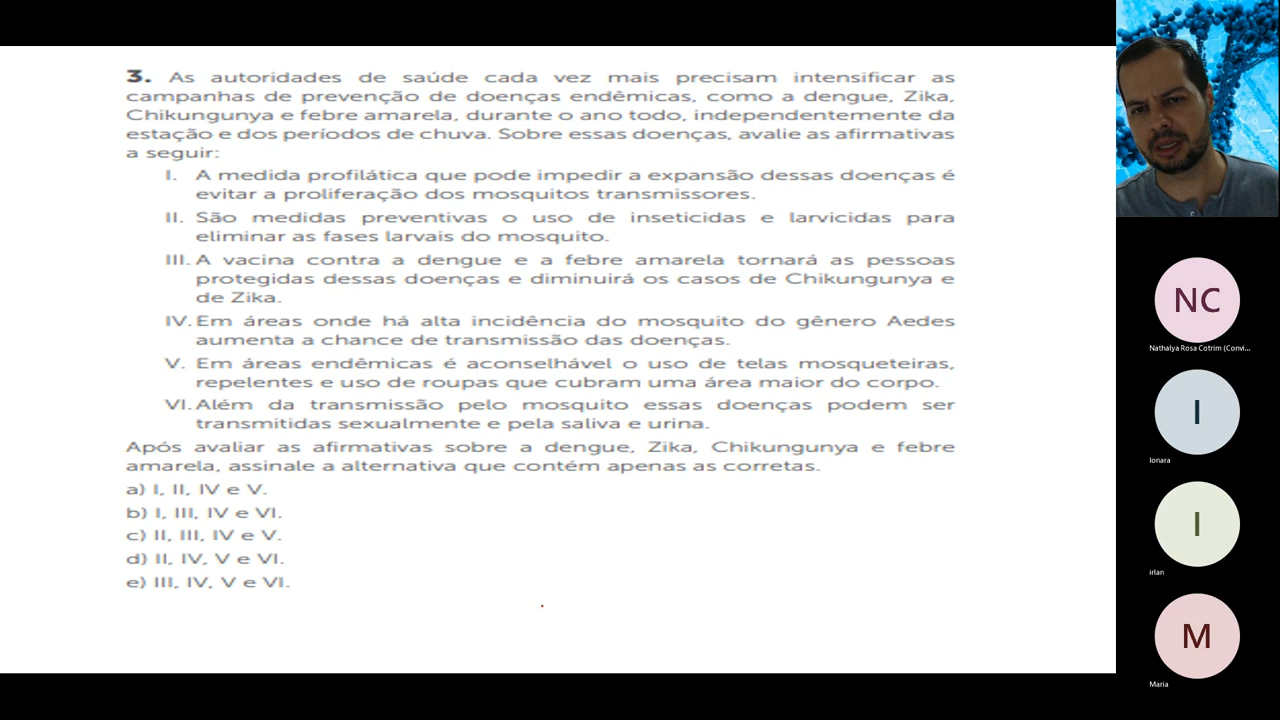 3. As autoridades de saúde cada vez mais precisam intensificar as
campanhas de prevenção de doenças endêmicas, como a dengue, Zika,
Chikungunya e febre amarela, durante o ano todo, independentemente da
estação e dos períodos de chuva. Sobre essas doenças, avalie as afirmativas
a seguir:
I. A medida profilática que pode impedir a expansão dessas doenças é
evitar a proliferação dos mosquitos transmissores.
II. São medidas preventivas o uso de inseticidas e larvicidas para
eliminar as fases larvais do mosquito.
III. A vacina contra a dengue e a febre amarela tornará as pessoas
protegidas dessas doenças e diminuirá os casos de Chikungunya e
de Zika.
IV. Em áreas onde há alta incidência do mosquito do gênero Aedes
aumenta a chance de transmissão das doenças.
V. Em áreas endêmicas é aconselhável o uso de telas mosqueteiras,
repelentes e uso de roupas que cubram uma área maior do corpo.
VI. Além da transmissão pelo mosquito essas doenças podem ser
transmitidas sexualmente e pela saliva e urina.
Após avaliar as afirmativas sobre a dengue, Zika, Chikungunya e febre
amarela, assinale a alternativa que contém apenas as corretas.
a) I, II, IV e V.
b) I, III, IV e VI.
c) II, III, IV e V.
d) II, IV, V e VI.
e) III, IV, V e VI.
NC
Nathalya Rosa Cotrim (Convi...
I
Ionara
I
irlan
M
Maria